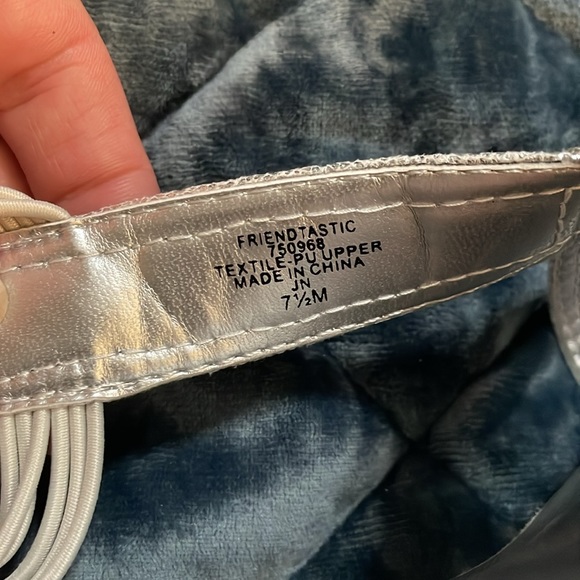 FRIENDTASTIC
750968
TEXTILE-PU UPPER
MADE IN CHINA
JN
7½M